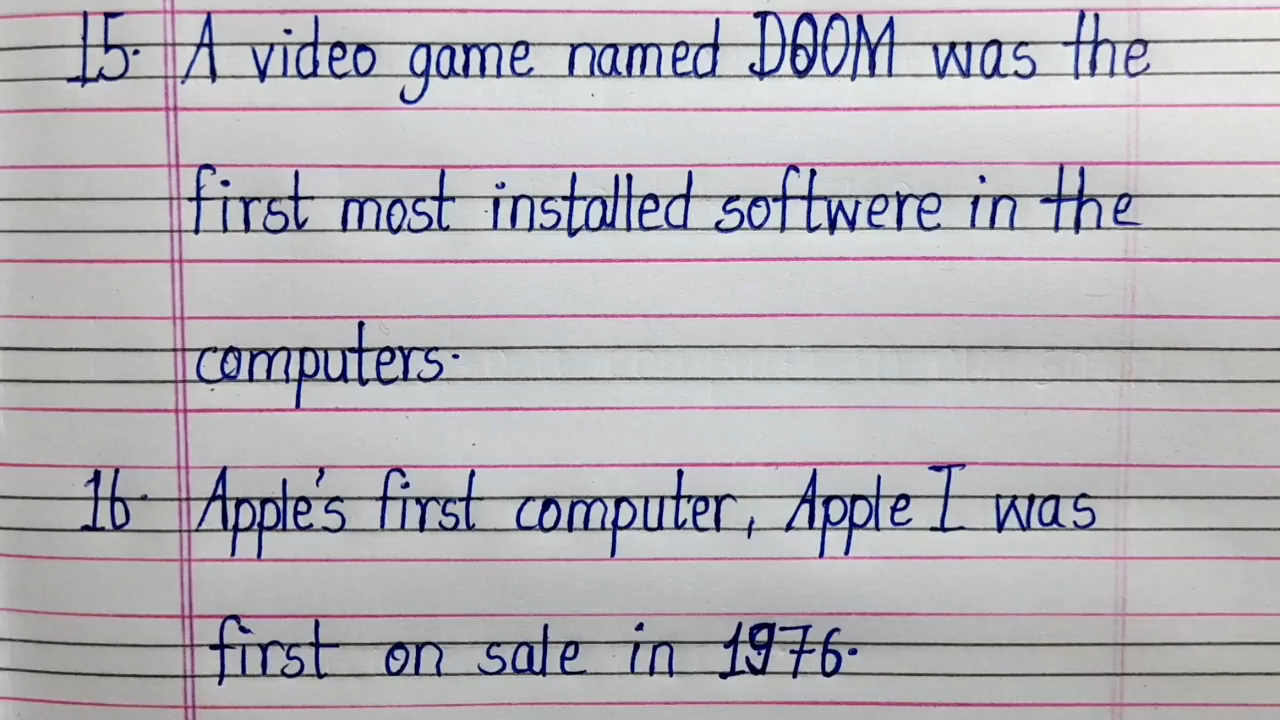 15. A video game named DOOM was the
first most installed softwere in the
computers.
16. Apple's first computer, Apple I was
first on sale in 1976.